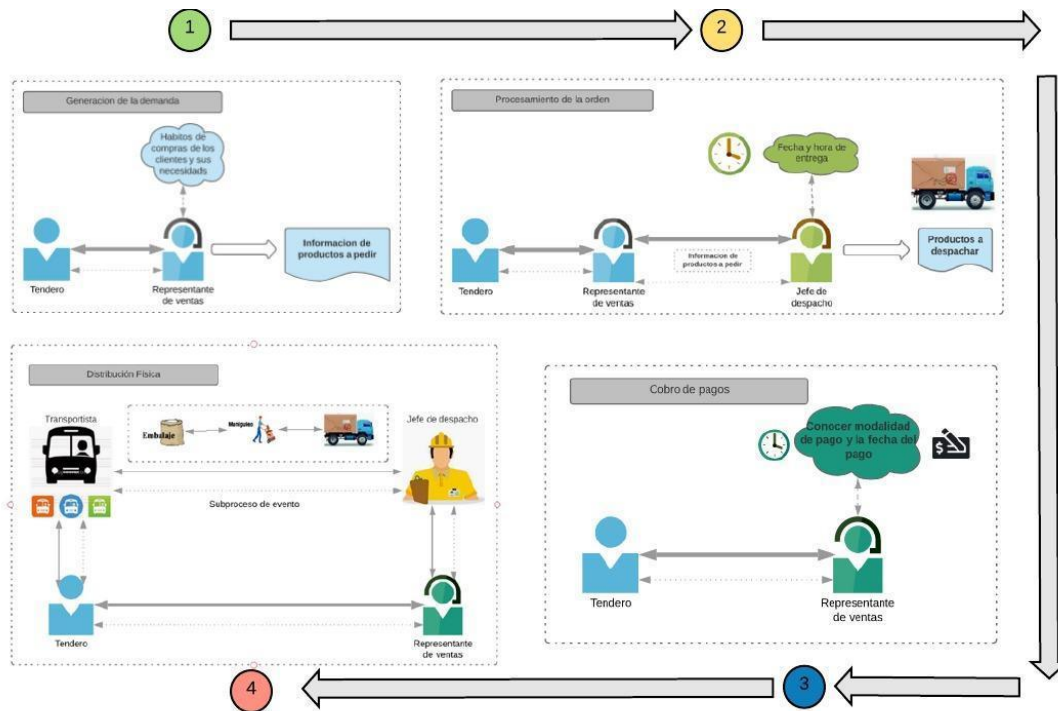 1
2
Generacion de la demanda
Habitos de
compras de los
clientes y sus
necesidads
Informacion de
productos a pedir
Tendero
Representante
de ventas
Procesamiento de la orden
Fecha y hora de
entrega
Informacion de
productos a pedir
Productos a
despachar
Tendero
Representante
de ventas
Jefe de
despacho
Distribución Física
Transportista
Embalaje
Jefe de despacho
Subproceso de evento
Tendero
Representante
de ventas
Cobro de pagos
Conocer modalidad
de pago y la fecha del
pago
$
Tendero
Representante
de ventas
4
3